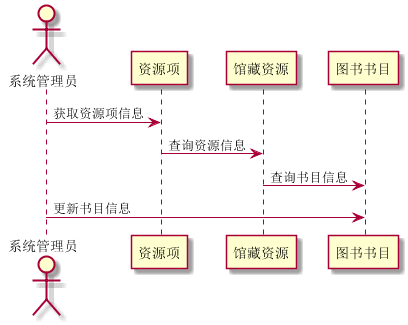 系统管理员
资源项
馆藏资源
图书书目
获取资源项信息
查询资源信息
查询书目信息
更新书目信息
系统管理员
资源项
馆藏资源
图书书目